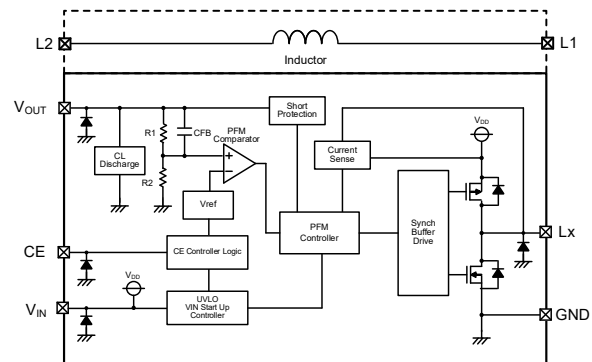 L2
L1
Inductor
VOUT
Short
Protection
R1
CFB
PFM
Comparator
VDD
CL
Discharge
Current
Sense
R2
+
−
Vref
PFM
Controller
Synch
Buffer
Drive
Lx
CE
CE Controller Logic
VDD
VIN
UVLO
VIN Start Up
Controller
GND